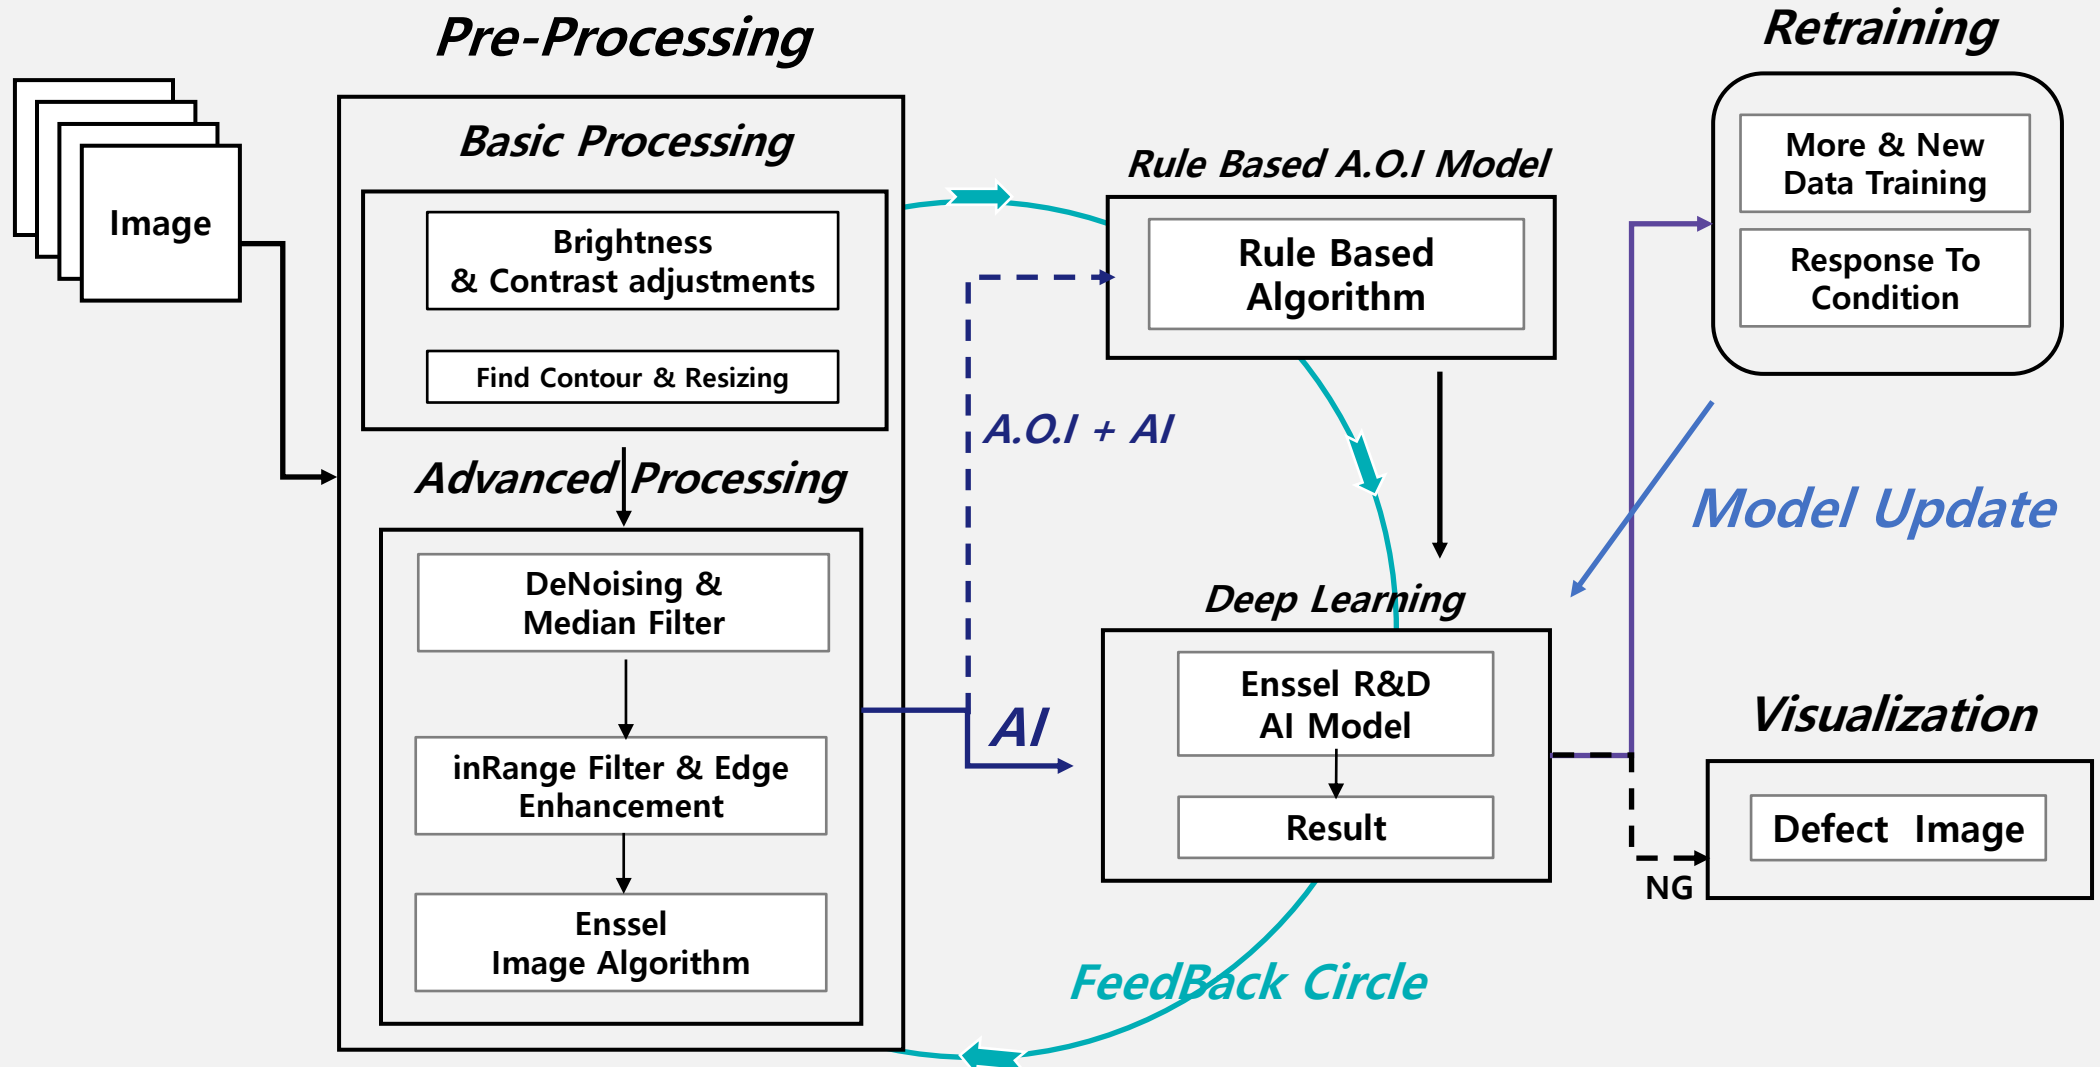 Pre-Processing
Image
Basic Processing
Brightness
& Contrast adjustments
Find Contour & Resizing
Advanced Processing
DeNoising &
Median Filter
inRange Filter & Edge
Enhancement
Enssel
Image Algorithm
A.O.I + AI
AI
Rule Based A.O.I Model
Rule Based
Algorithm
Deep Learning
Enssel R&D
AI Model
Result
FeedBack Circle
Retraining
More & New
Data Training
Response To
Condition
Model Update
Visualization
Defect Image
NG